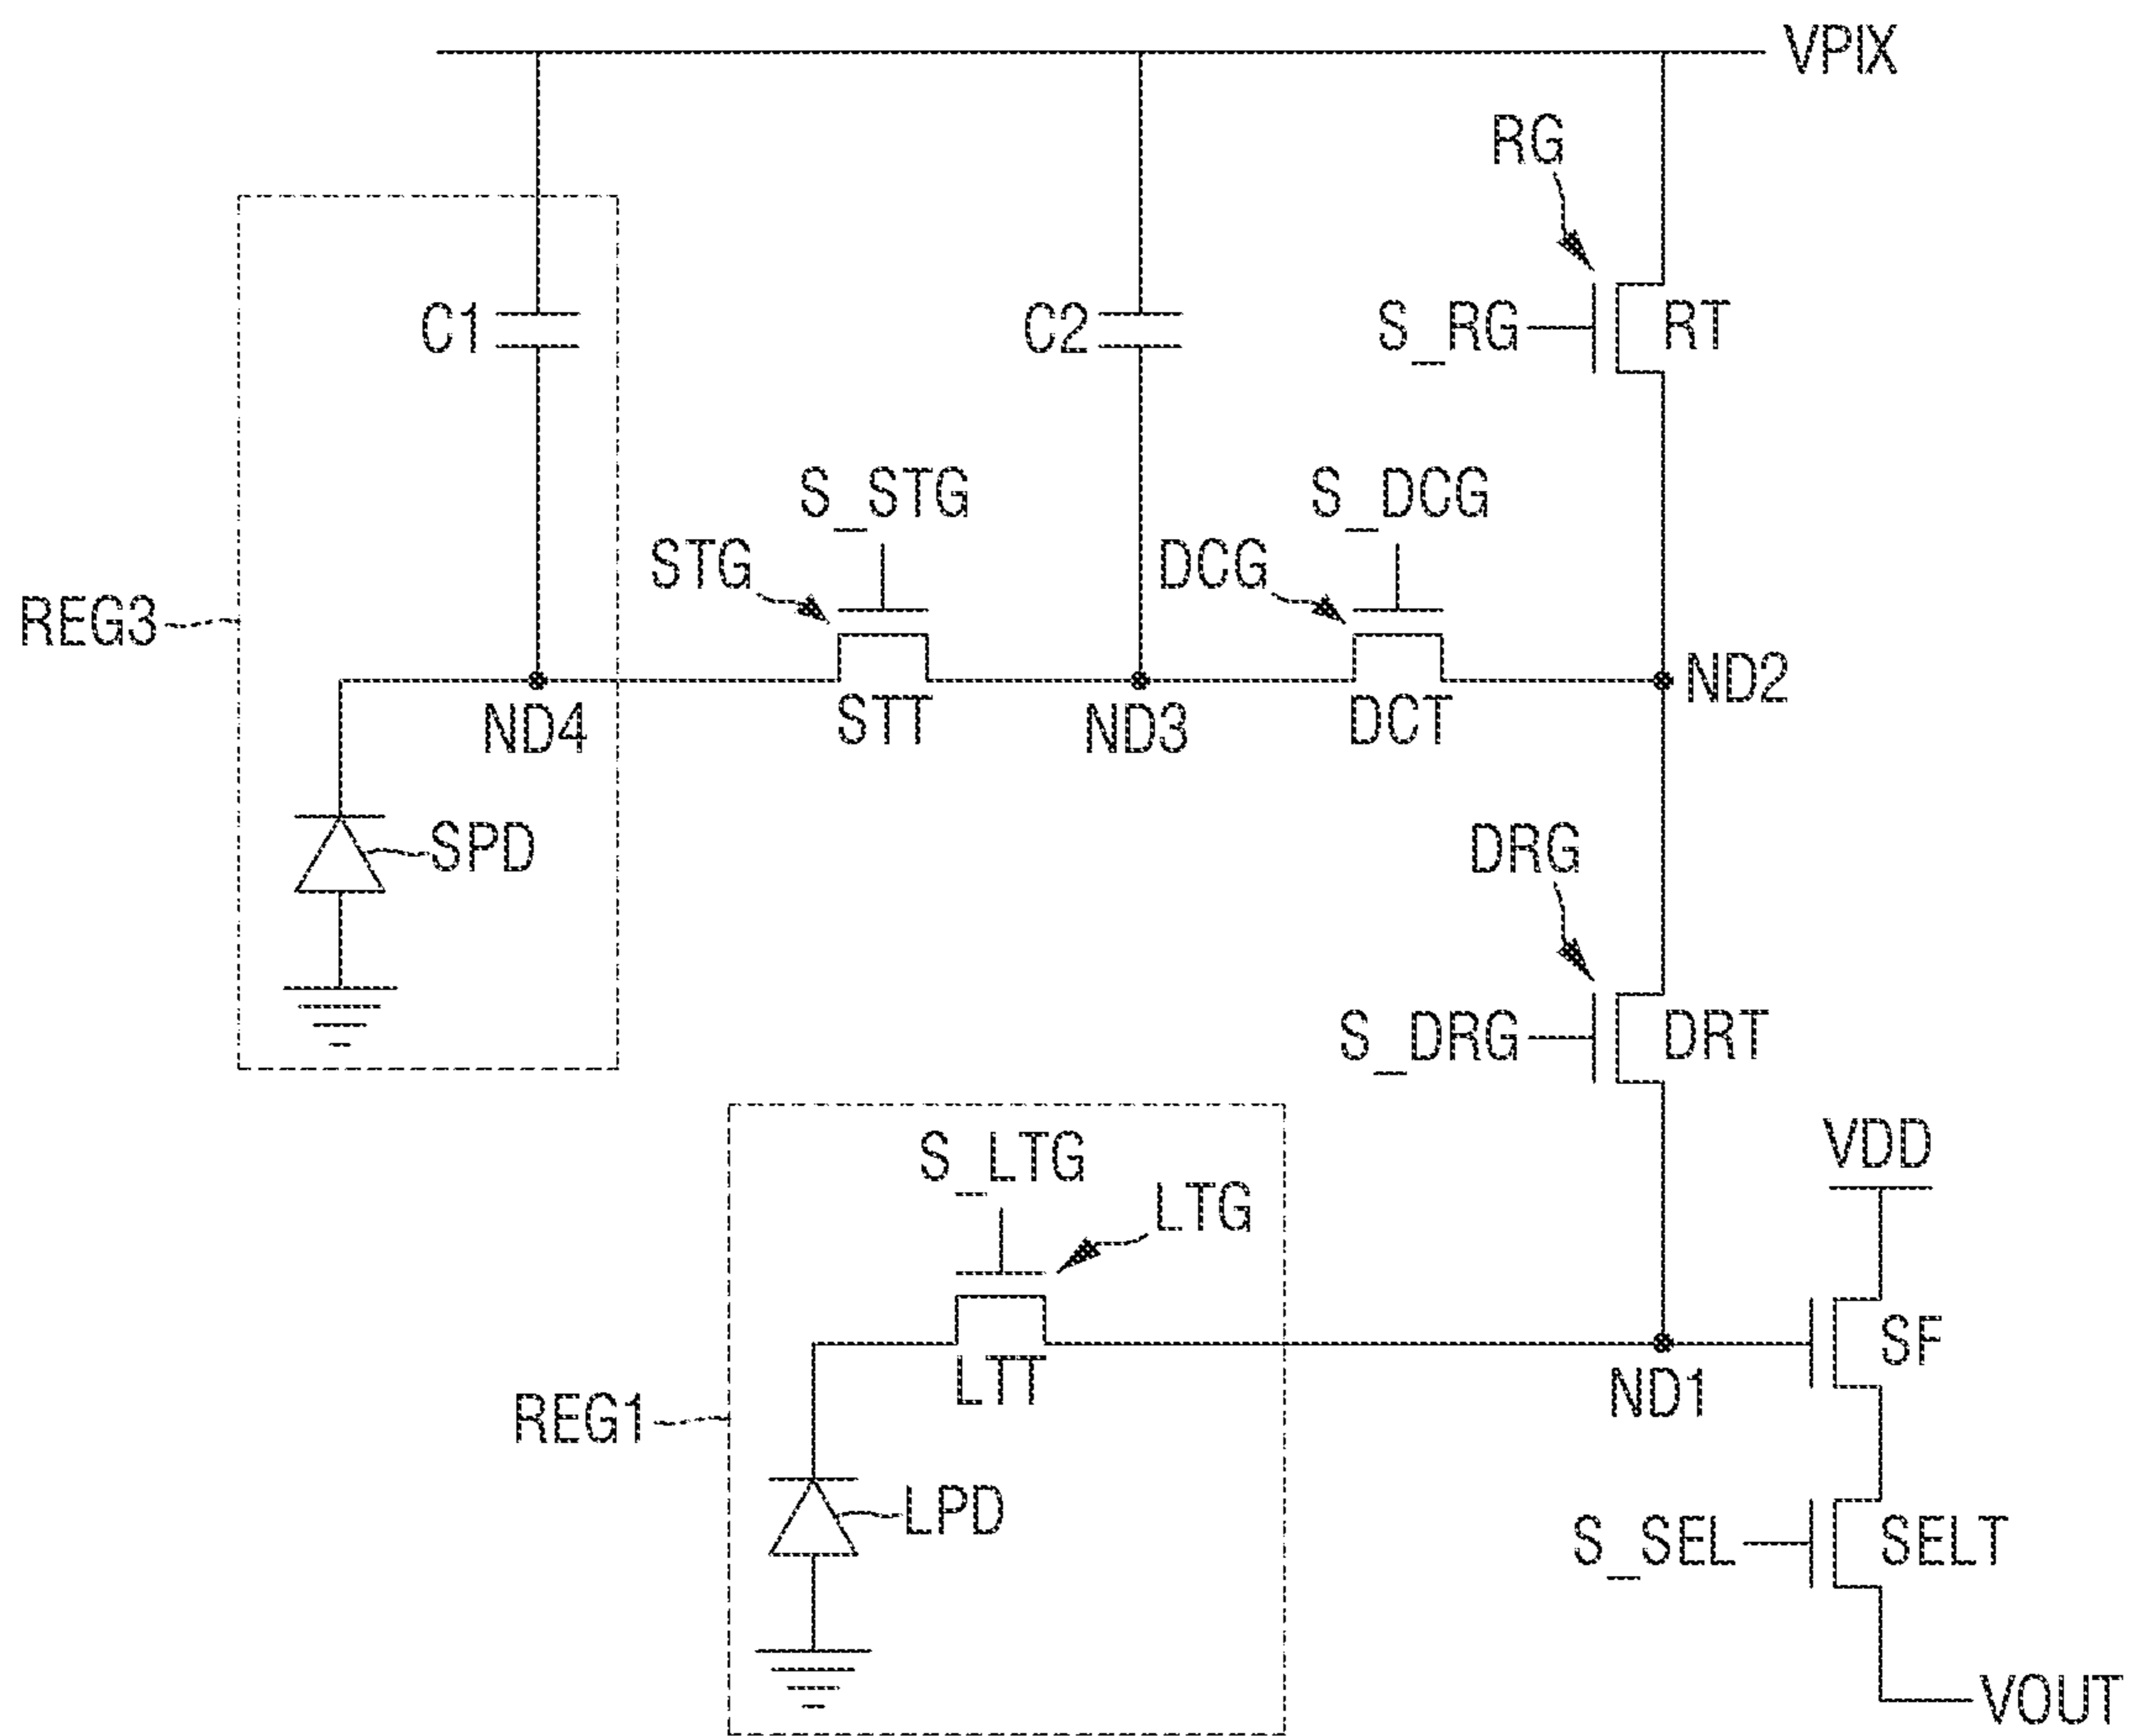 VPIX
RG
C1
C2
S_RG
RT
S_STG
S_DCG
STG
DCG
REG3
ND2
ND4
STT
ND3
DCT
SPD
DRG
S_DRG
DRT
VDD
S_LTG
LTG
SF
LTT
ND1
REG1
LPD
S_SEL
SELT
VOUT